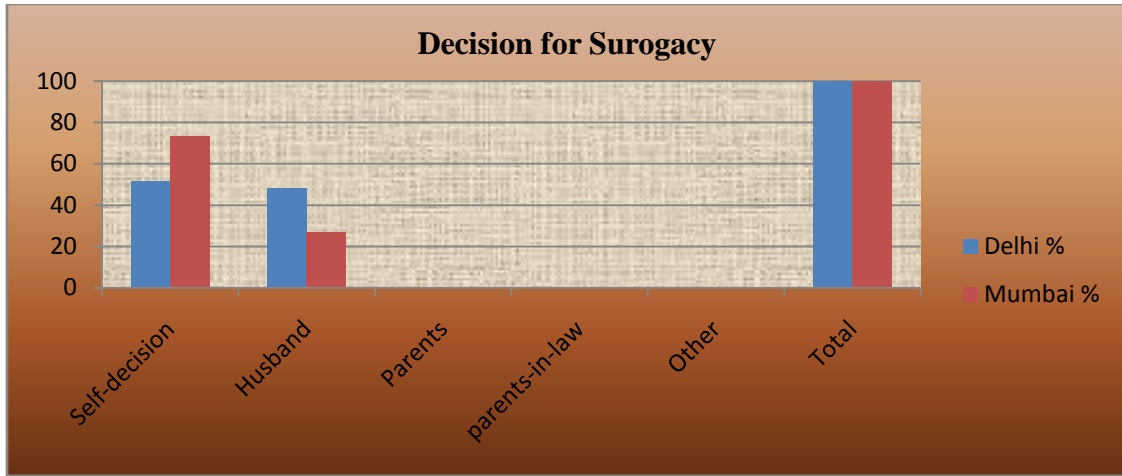 Decision for Surogacy
100
80
60
40
20
0
Self-decision
Husband
Parents
parents-in-law
Other
Total
Delhi %
Mumbai %